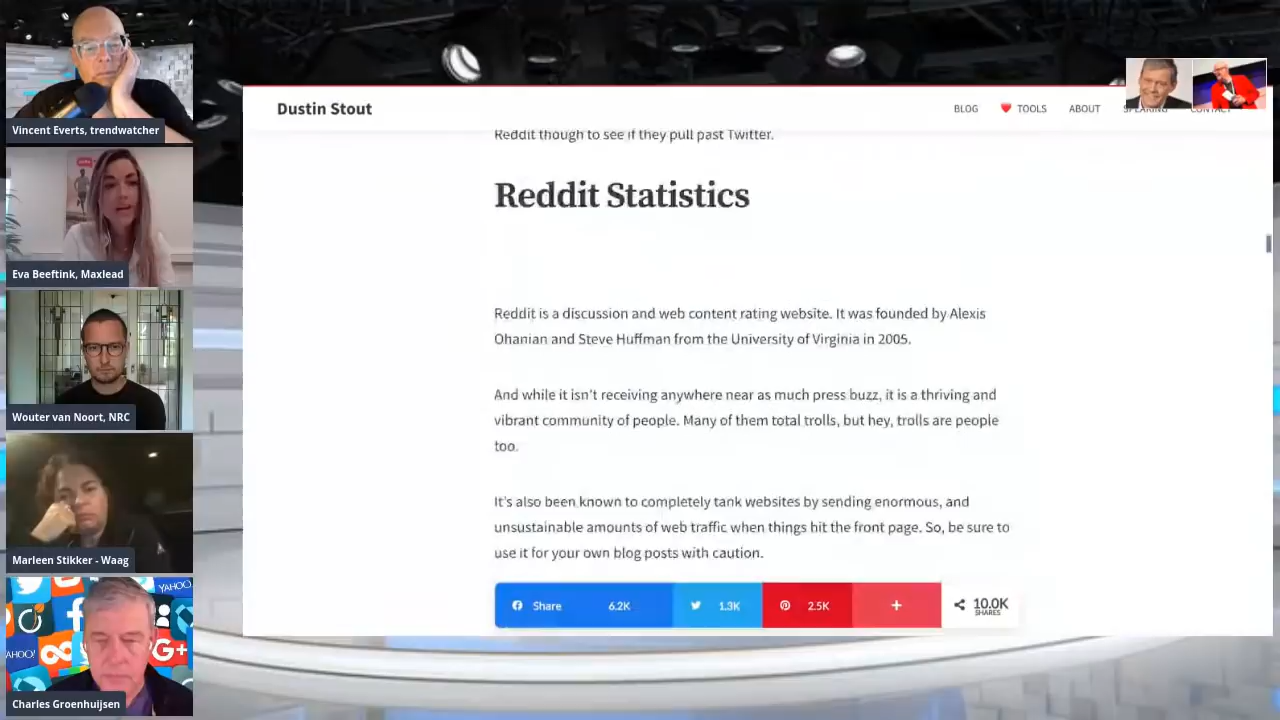 Vincent Everts, trendwatcher
Eva Beeftink, Maxlead
Wouter van Noort, NRC
Marleen Stikker - Waag
YAHOO!
AHOO!
G+
Charles Groenhuijsen
Dustin Stout
BLOG
TOOLS
ABOUT
SPEAKING
CONTACT
Reddit though to see if they pull past Twitter.
Reddit Statistics
Reddit is a discussion and web content rating website. It was founded by Alexis
Ohanian and Steve Huffman from the University of Virginia in 2005.
And while it isn't receiving anywhere near as much press buzz, it is a thriving and
vibrant community of people. Many of them total trolls, but hey, trolls are people
too.
It's also been known to completely tank websites by sending enormous, and
unsustainable amounts of web traffic when things hit the front page. So, be sure to
use it for your own blog posts with caution.
Share 6.2K
1.3K
2.5K
+
10.0K
SHARES